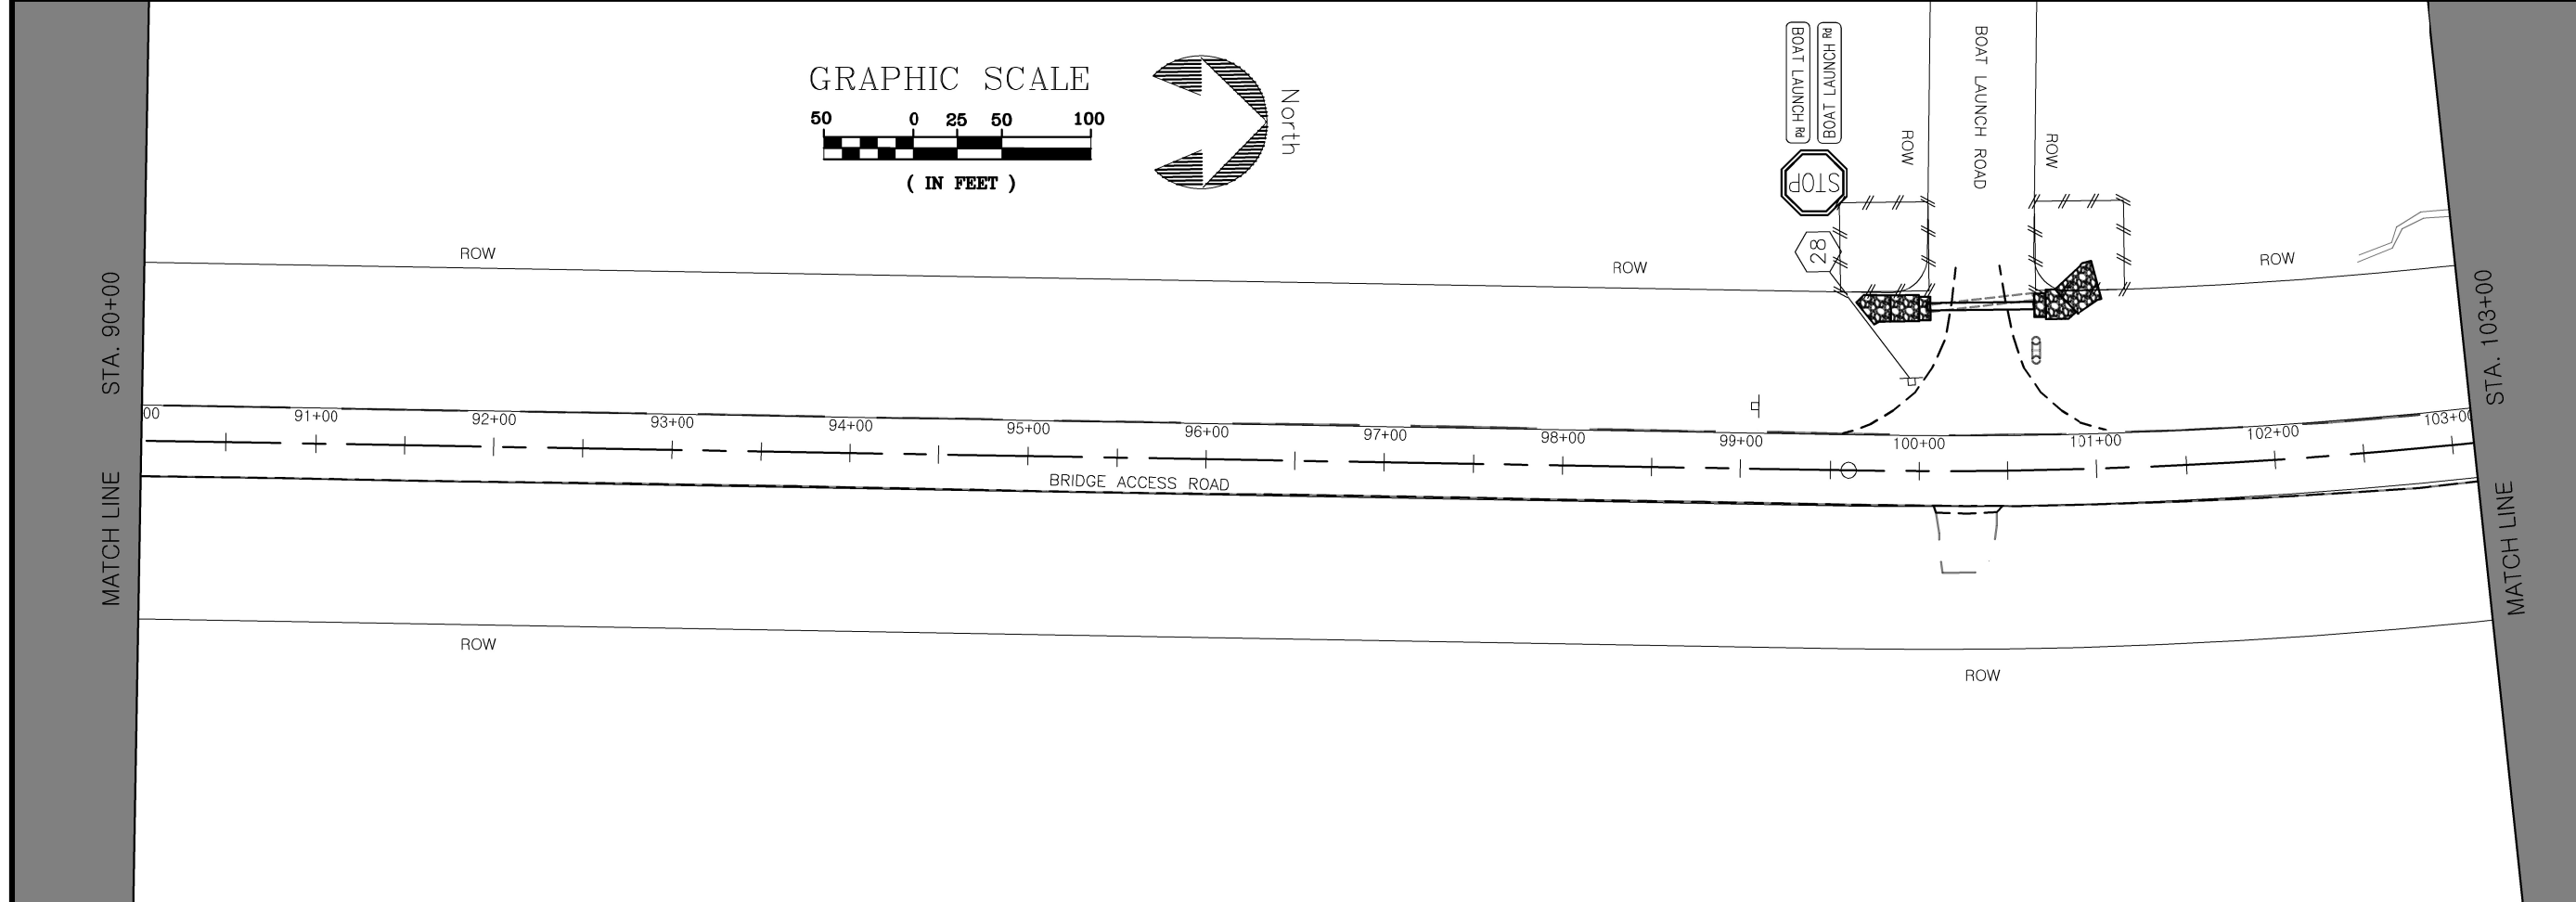 GRAPHIC SCALE
50 0 25 50 100
( IN FEET )
North
BOAT LAUNCH Rd
BOAT LAUNCH Rd
STOP
28
BOAT LAUNCH ROAD
ROW
ROW
ROW
ROW
ROW
STA. 90+00
MATCH LINE
00 91+00 92+00 93+00 94+00 95+00 96+00 97+00 98+00 99+00 100+00 101+00 102+00 103+00
BRIDGE ACCESS ROAD
STA. 103+00
MATCH LINE
ROW
ROW